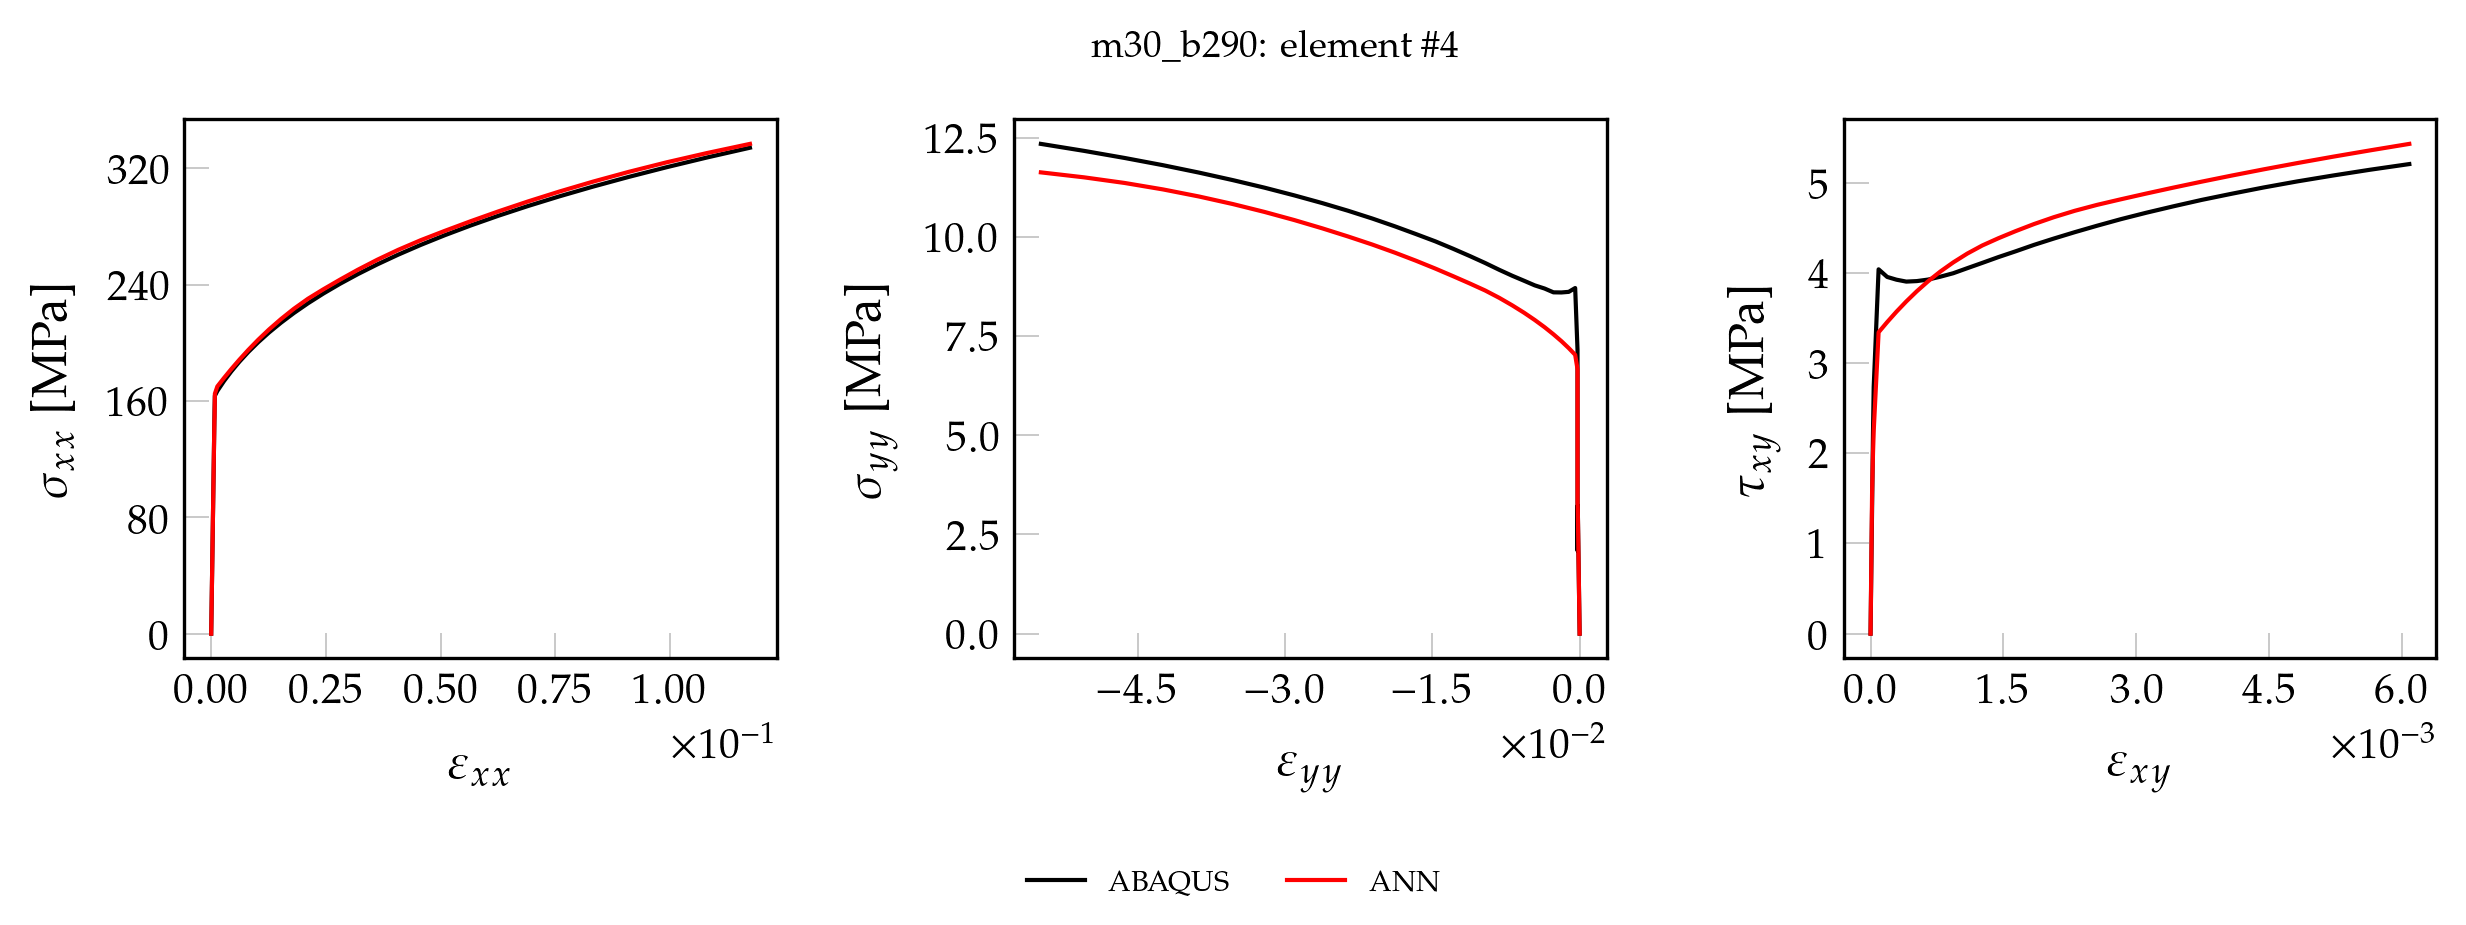 m30_b290: element #4
σxx [MPa]
320
240
160
80
0
0.00 0.25 0.50 0.75 1.00
×10−1
εxx
σyy [MPa]
12.5
10.0
7.5
5.0
2.5
0.0
−4.5 −3.0 −1.5 0.0
×10−2
εyy
τxy [MPa]
5
4
3
2
1
0
0.0 1.5 3.0 4.5 6.0
×10−3
εxy
ABAQUS ANN